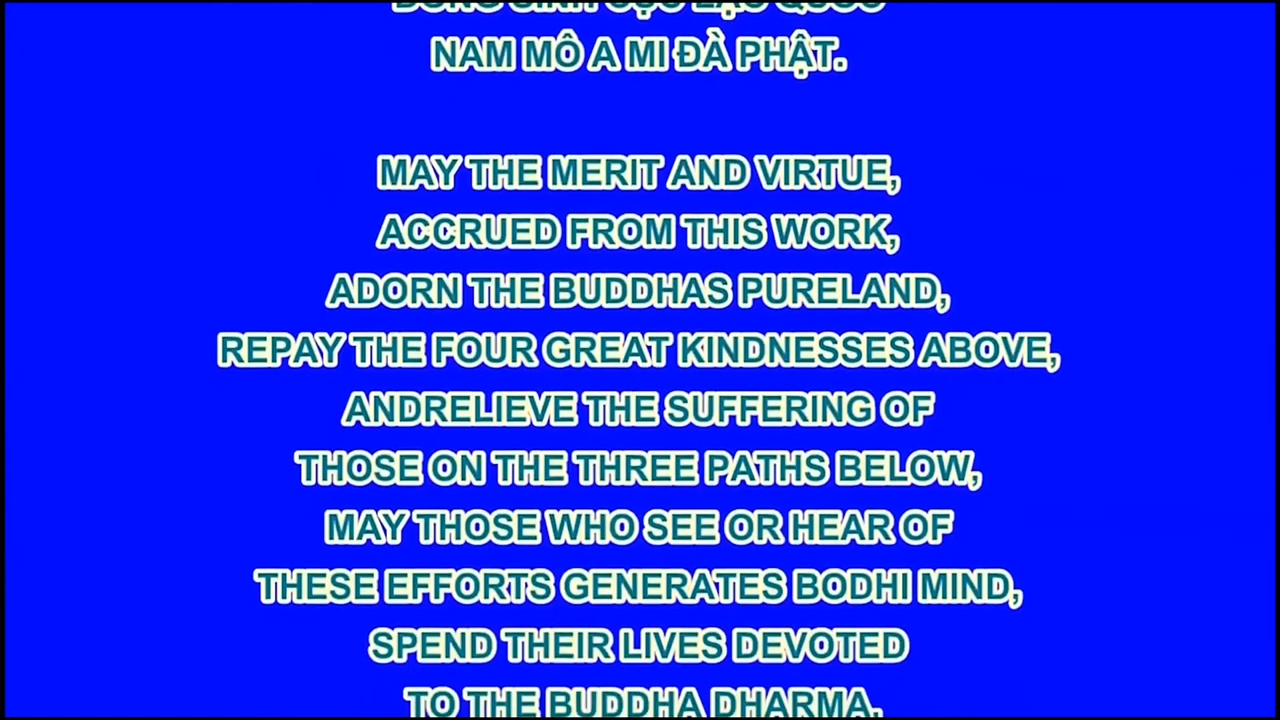 NAM MÔ A MI ĐÀ PHẬT.
MAY THE MERIT AND VIRTUE,
ACCRUED FROM THIS WORK,
ADORN THE BUDDHAS PURELAND,
REPAY THE FOUR GREAT KINDNESSES ABOVE,
ANDRELIEVE THE SUFFERING OF
THOSE ON THE THREE PATHS BELOW,
MAY THOSE WHO SEE OR HEAR OF
THESE EFFORTS GENERATES BODHI MIND,
SPEND THEIR LIVES DEVOTED
TO THE BUDDHA DHARMA,